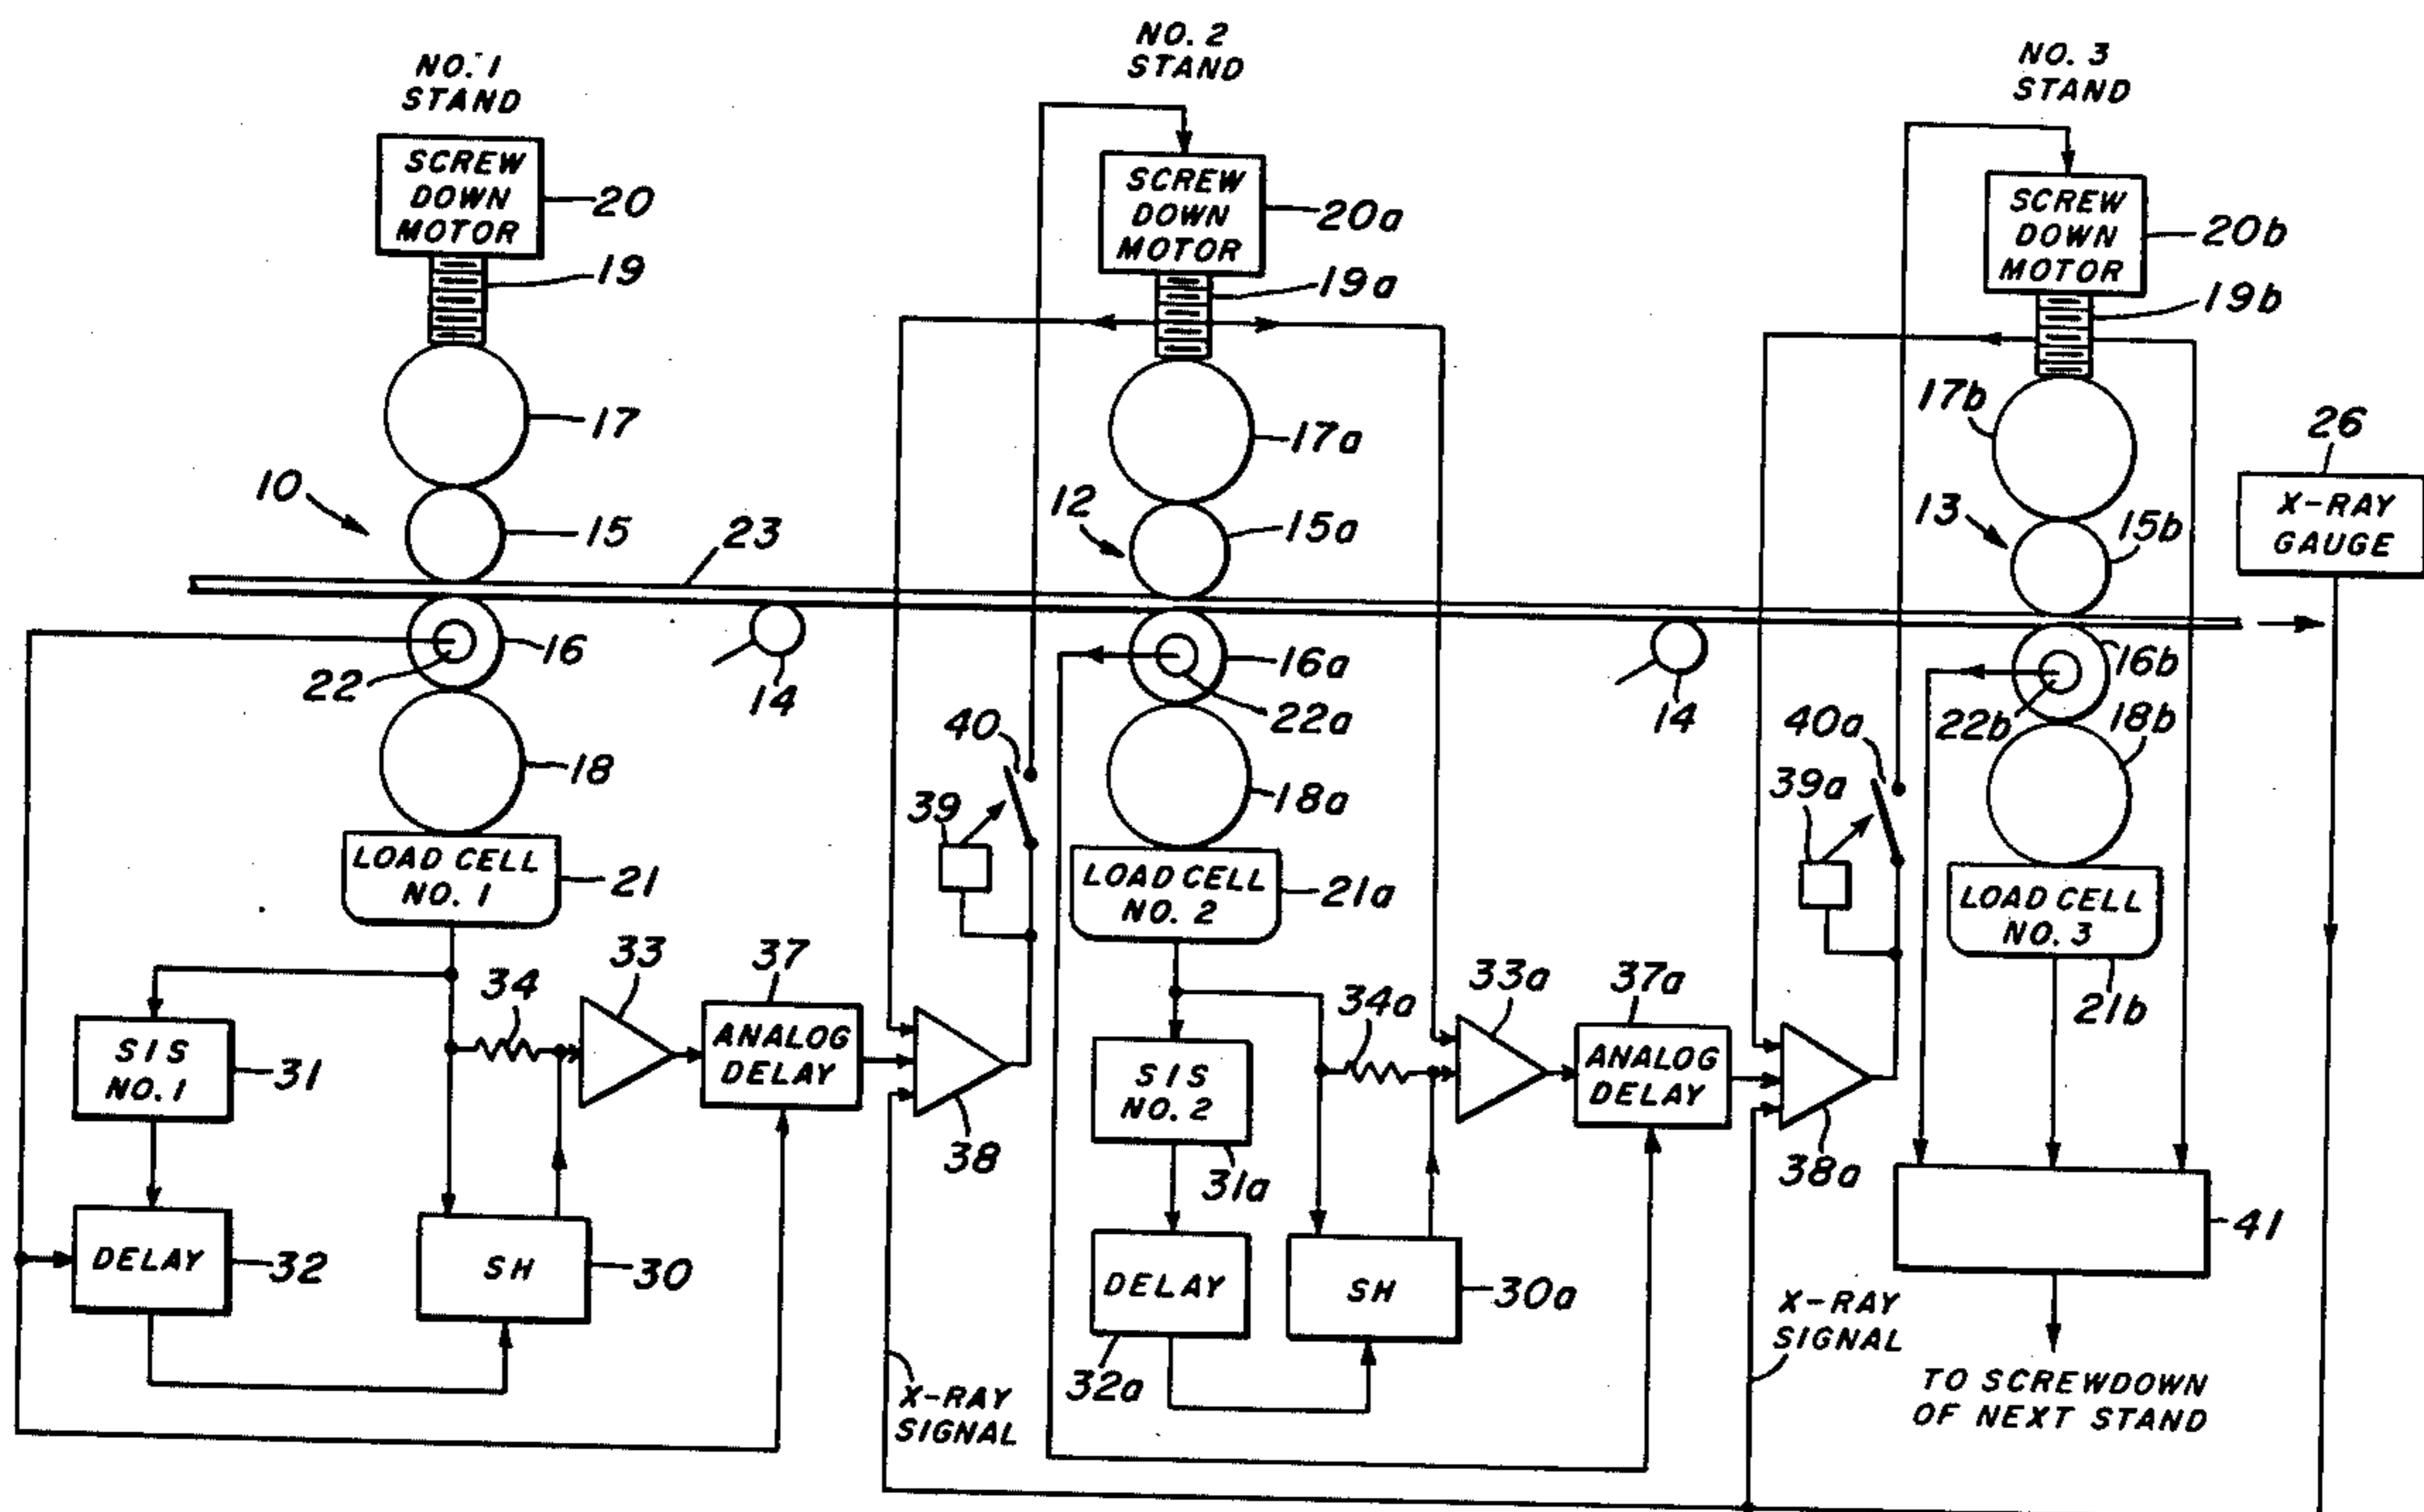 NO. 1
STAND
NO. 2
STAND
NO. 3
STAND
SCREW
DOWN
MOTOR
20
SCREW
DOWN
MOTOR
20a
SCREW
DOWN
MOTOR
20b
19
19a
19b
17
17a
17b
26
X-RAY
GAUGE
10
15
23
12
15a
13
15b
16
22
14
16a
22a
14
16b
22b
18b
18
40
18a
40a
39
39a
LOAD CELL
NO. 1
21
LOAD CELL
NO. 2
21a
LOAD CELL
NO. 3
21b
34
33
37
34a
33a
37a
SIS
NO. 1
31
ANALOG
DELAY
38
SIS
NO. 2
31a
ANALOG
DELAY
38a
DELAY
32
SH
30
DELAY
32a
SH
30a
41
X-RAY
SIGNAL
X-RAY
SIGNAL
TO SCREWDOWN
OF NEXT STAND